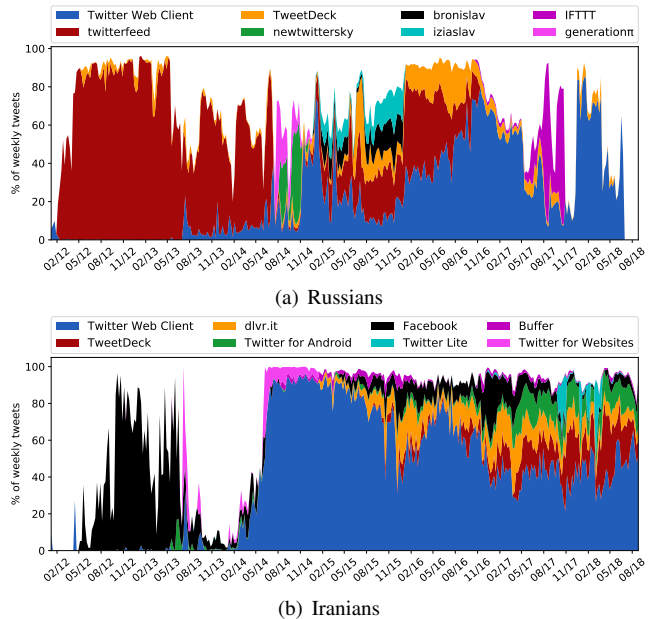 Twitter Web Client TweetDeck bronislav IFTTT
twitterfeed newtwittersky iziaslav generationπ
% of weekly tweets
100
80
60
40
20
0
02/12 05/12 08/12 11/12 02/13 05/13 08/13 11/13 02/14 05/14 08/14 11/14 02/15 05/15 08/15 11/15 02/16 05/16 08/16 11/16 02/17 05/17 08/17 11/17 02/18 05/18 08/18
(a) Russians
Twitter Web Client dlvr.it Facebook Buffer
TweetDeck Twitter for Android Twitter Lite Twitter for Websites
% of weekly tweets
100
80
60
40
20
0
02/12 05/12 08/12 11/12 02/13 05/13 08/13 11/13 02/14 05/14 08/14 11/14 02/15 05/15 08/15 11/15 02/16 05/16 08/16 11/16 02/17 05/17 08/17 11/17 02/18 05/18 08/18
(b) Iranians